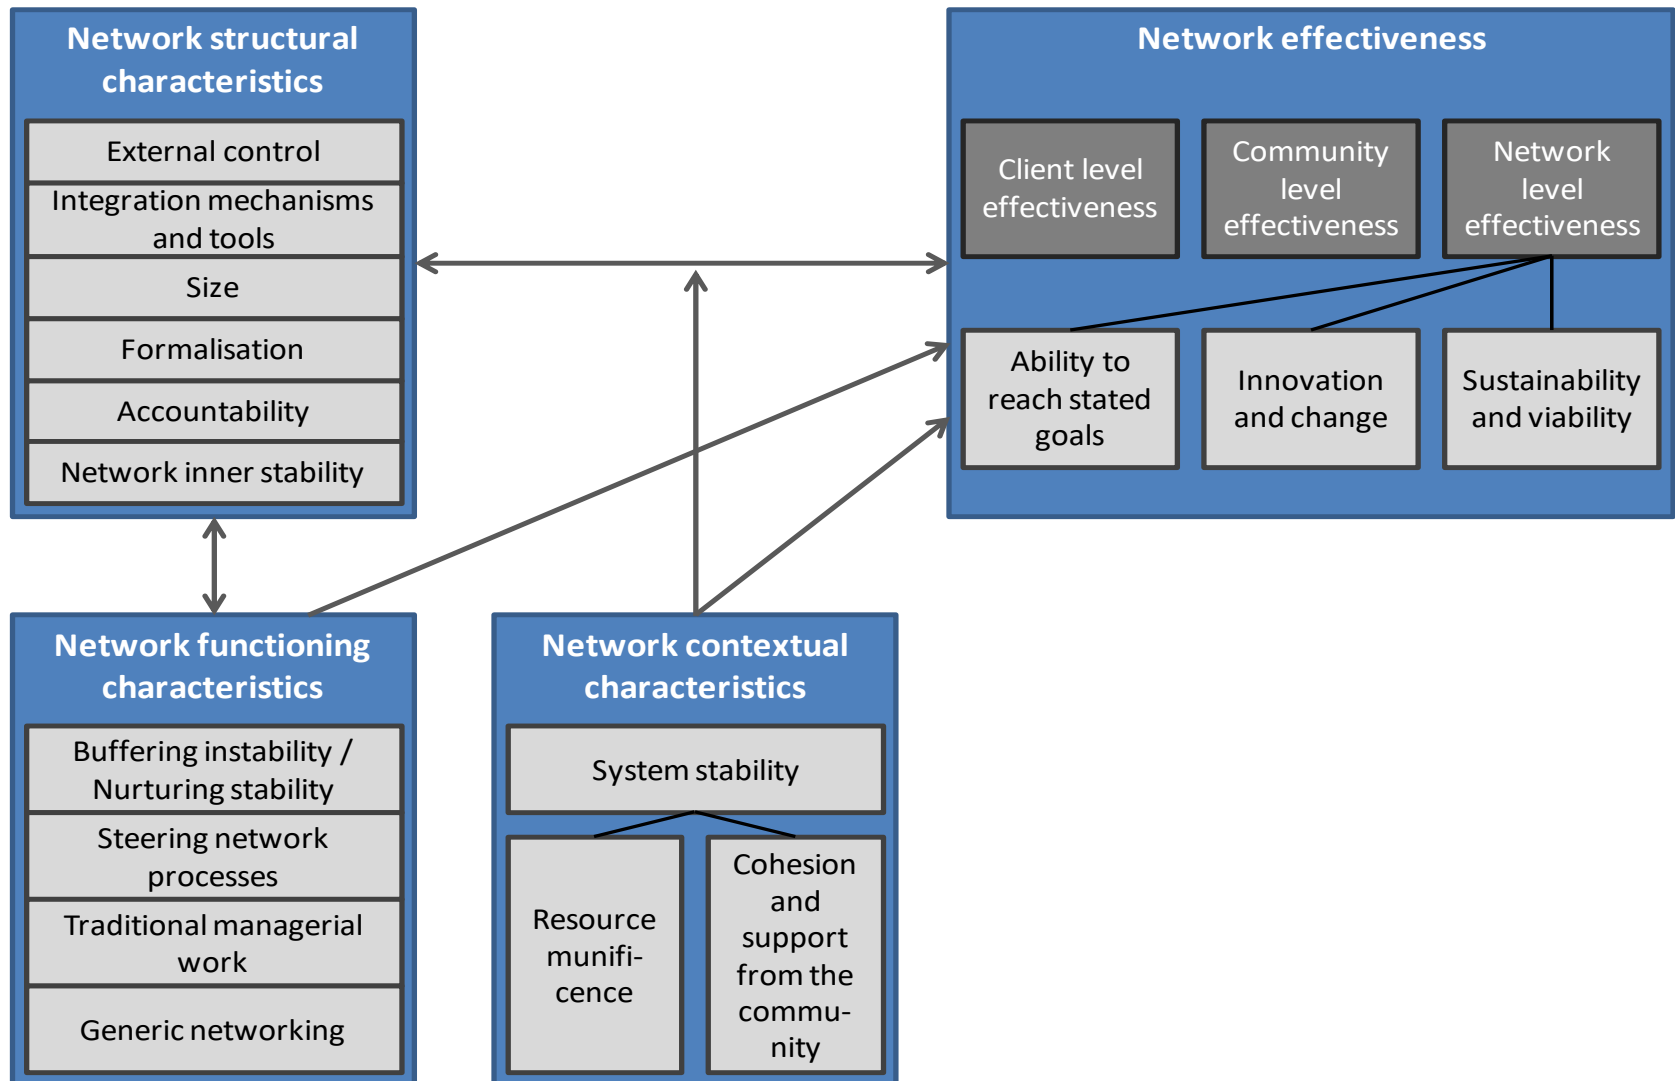 Network structural
characteristics
External control
Integration mechanisms
and tools
Size
Formalisation
Accountability
Network inner stability
Network effectiveness
Client level
effectiveness
Community
level
effectiveness
Network
level
effectiveness
Ability to
reach stated
goals
Innovation
and change
Sustainability
and viability
Network functioning
characteristics
Buffering instability /
Nurturing stability
Steering network
processes
Traditional managerial
work
Generic networking
Network contextual
characteristics
System stability
Resource
munifi-
cence
Cohesion
and
support
from the
commu-
nity